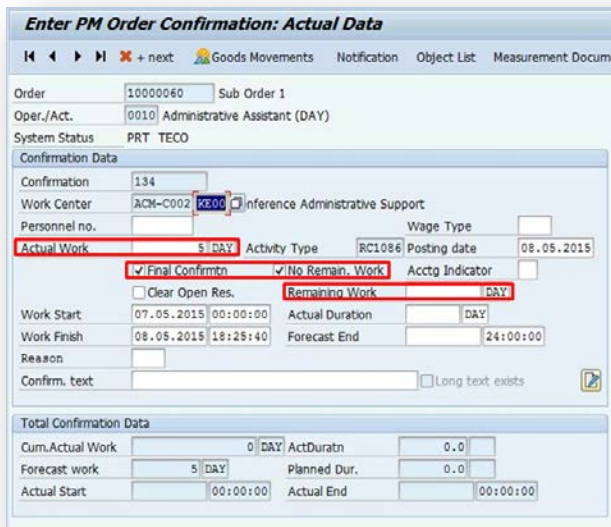 Enter PM Order Confirmation: Actual Data
+ next Goods Movements Notification Object List Measurement Docum
Order 10000060 Sub Order 1
Oper./Act. 0010 Administrative Assistant (DAY)
System Status PRT TECO
Confirmation Data
Confirmation 134
Work Center ACM-C002 KE00 nference Administrative Support
Personnel no. Wage Type
Actual Work 5 DAY Activity Type RC1086 Posting date 08.05.2015
Final Confirmtn No Remain. Work Acctg Indicator
Clear Open Res. Remaining Work DAY
Work Start 07.05.2015 00:00:00 Actual Duration DAY
Work Finish 08.05.2015 18:25:40 Forecast End 24:00:00
Reason
Confirm. text Long text exists
Total Confirmation Data
Cum.Actual Work 0 DAY ActDuratn 0.0
Forecast work 5 DAY Planned Dur. 0.0
Actual Start 00:00:00 Actual End 00:00:00